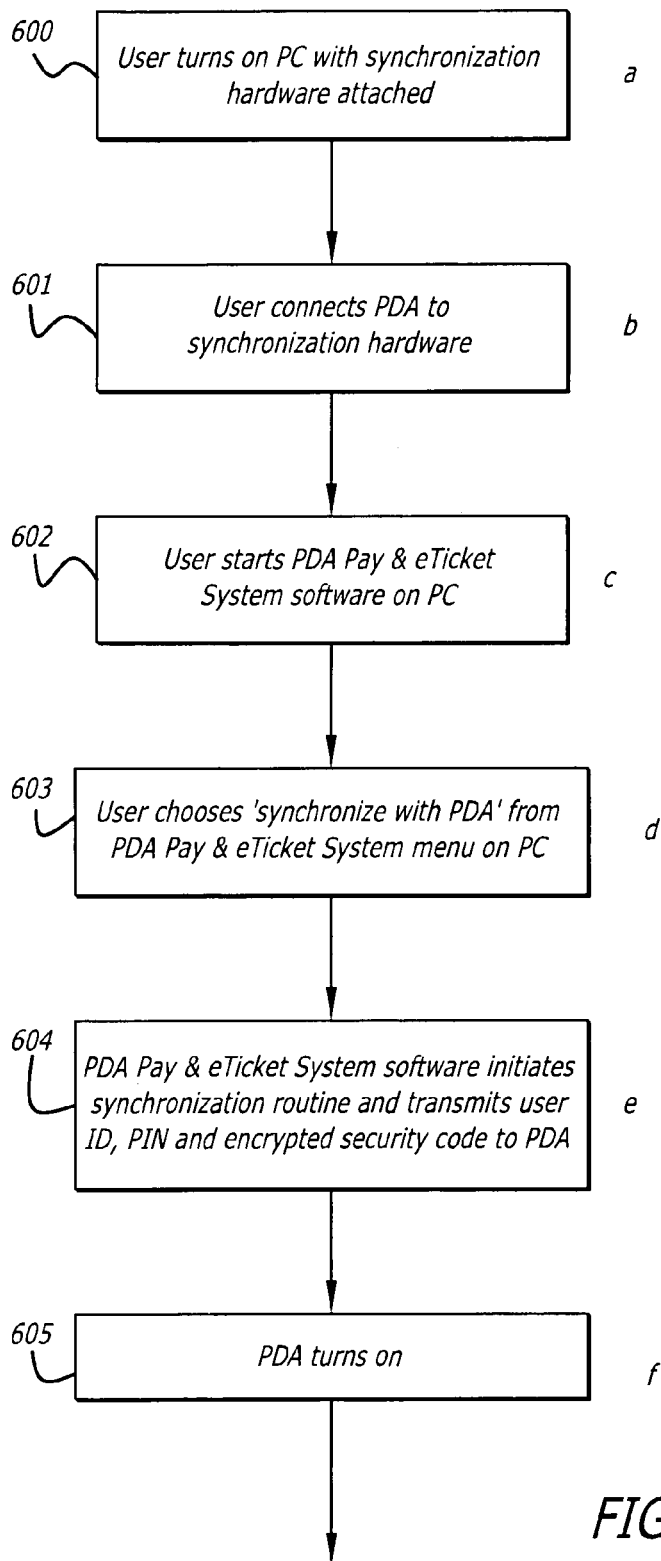 600
User turns on PC with synchronization
hardware attached
a
601
User connects PDA to
synchronization hardware
b
602
User starts PDA Pay & eTicket
System software on PC
c
603
User chooses 'synchronize with PDA' from
PDA Pay & eTicket System menu on PC
d
604
PDA Pay & eTicket System software initiates
synchronization routine and transmits user
ID, PIN and encrypted security code to PDA
e
605
PDA turns on
f
FIG